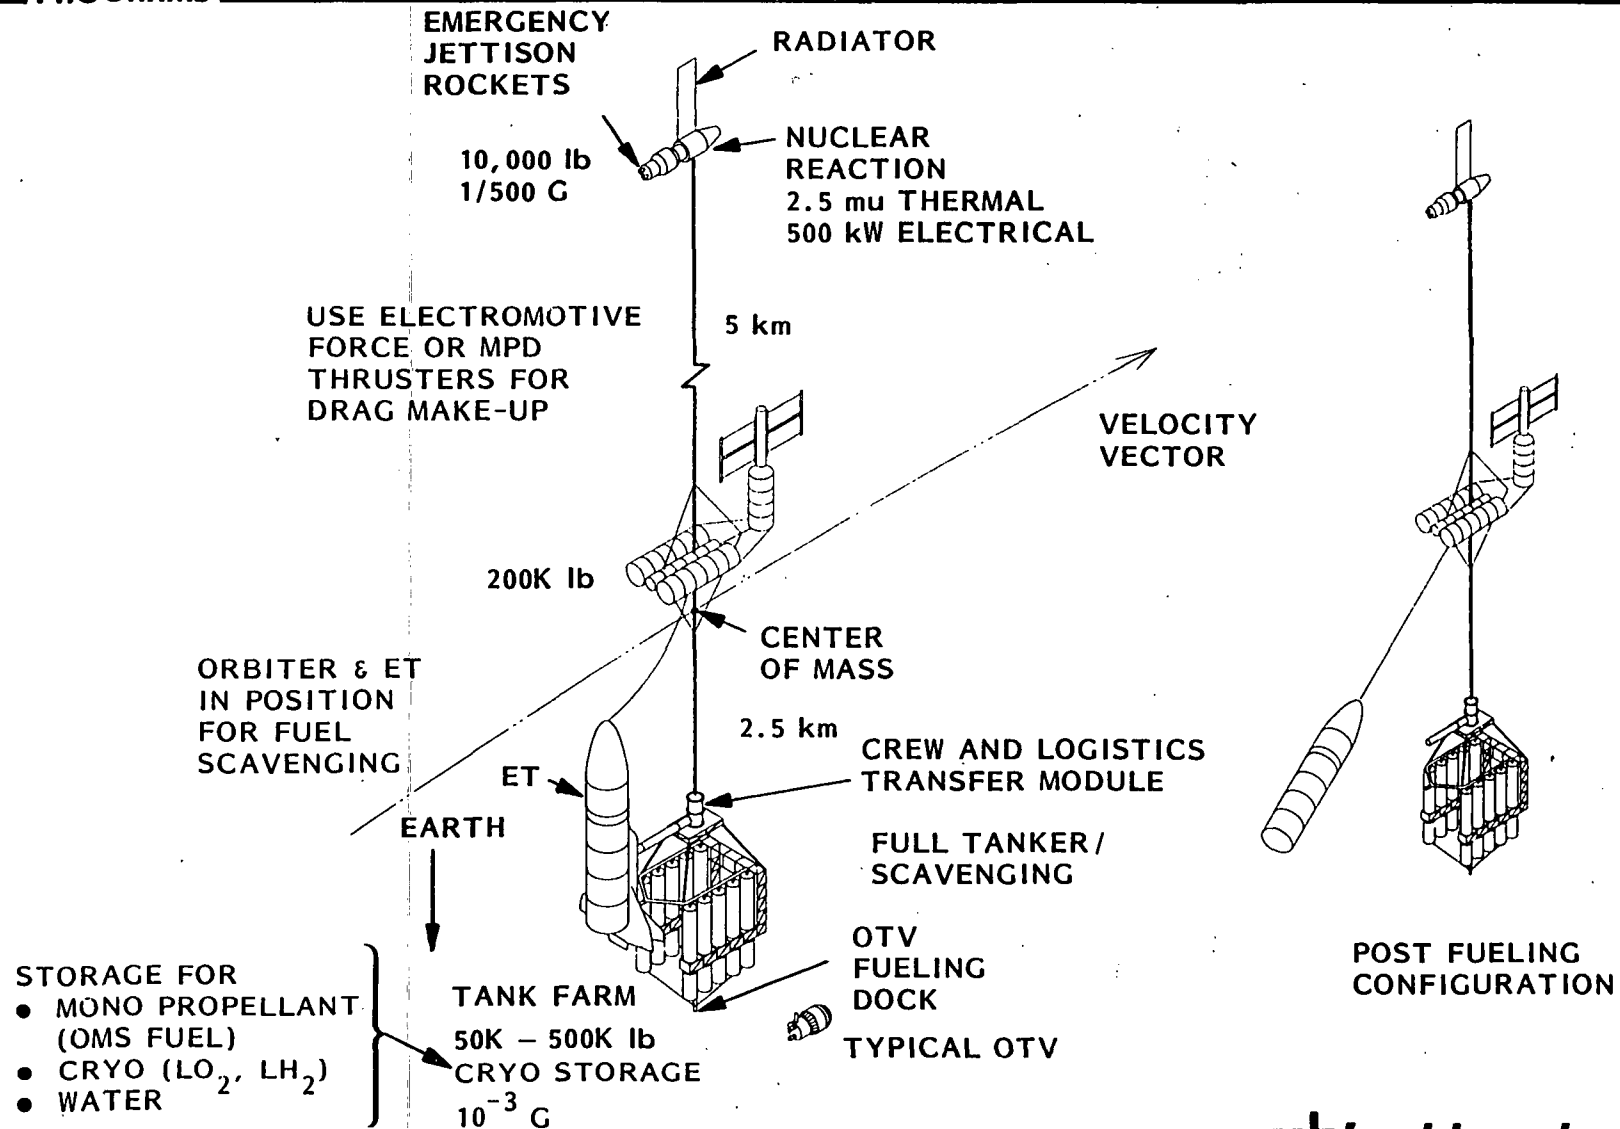 EMERGENCY
JETTISON
ROCKETS
RADIATOR
10,000 lb
1/500 G
NUCLEAR
REACTION
2.5 mu THERMAL
500 kW ELECTRICAL
USE ELECTROMOTIVE
FORCE OR MPD
THRUSTERS FOR
DRAG MAKE-UP
5 km
VELOCITY
VECTOR
200K lb
CENTER
OF MASS
ORBITER & ET
IN POSITION
FOR FUEL
SCAVENGING
2.5 km
CREW AND LOGISTICS
TRANSFER MODULE
ET
EARTH
FULL TANKER/
SCAVENGING
OTV
FUELING
DOCK
POST FUELING
CONFIGURATION
STORAGE FOR
● MONO PROPELLANT
(OMS FUEL)
● CRYO (LO₂, LH₂)
● WATER
TANK FARM
50K – 500K lb
CRYO STORAGE
10⁻³ G
TYPICAL OTV